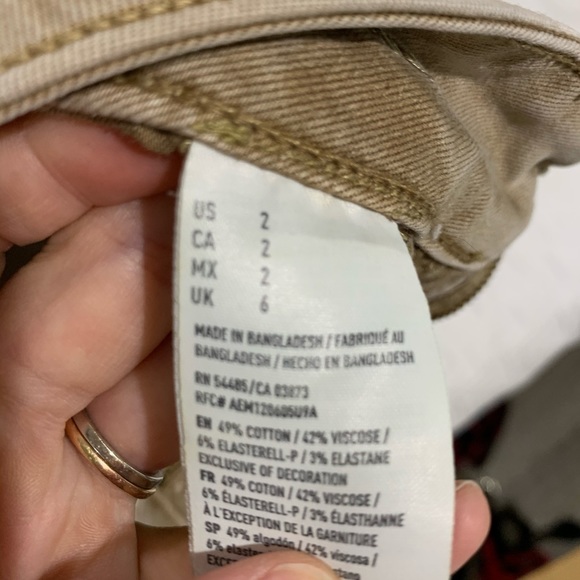 US 2
CA 2
MX 2
UK 6
MADE IN BANGLADESH / FABRIQUÉ AU
BANGLADESH / HECHO EN BANGLADESH
RN 54485/CA 03873
RFC# AEM120605U9A
EN 49% COTTON / 42% VISCOSE /
6% ELASTERELL-P / 3% ELASTANE
EXCLUSIVE OF DECORATION
FR 49% COTON / 42% VISCOSE /
6% ÉLASTERELL-P / 3% ÉLASTHANNE
À L'EXCEPTION DE LA GARNITURE
SP 49% algodón / 42% viscosa /
6%